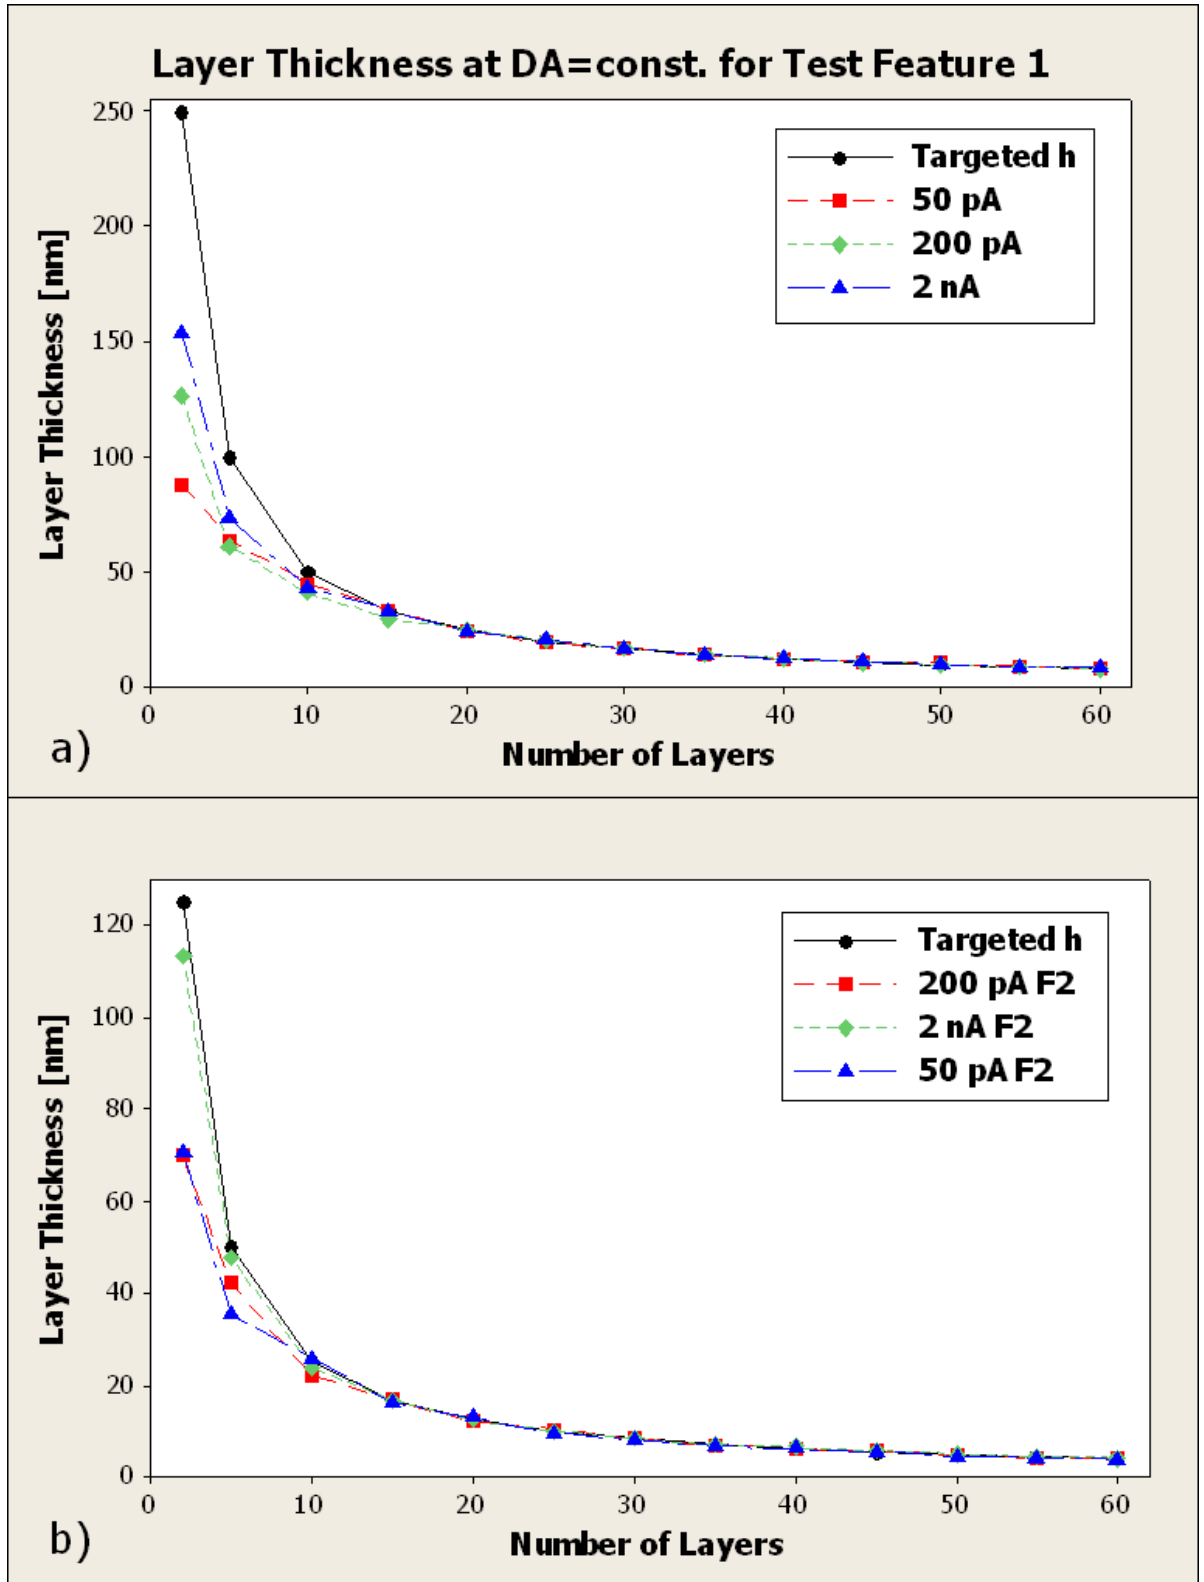 Layer Thickness at DA=const. for Test Feature 1
250
200
150
100
50
0
Layer Thickness [nm]
Targeted h
50 pA
200 pA
2 nA
0 10 20 30 40 50 60
Number of Layers
a)
120
100
80
60
40
20
0
Layer Thickness [nm]
Targeted h
200 pA F2
2 nA F2
50 pA F2
0 10 20 30 40 50 60
Number of Layers
b)